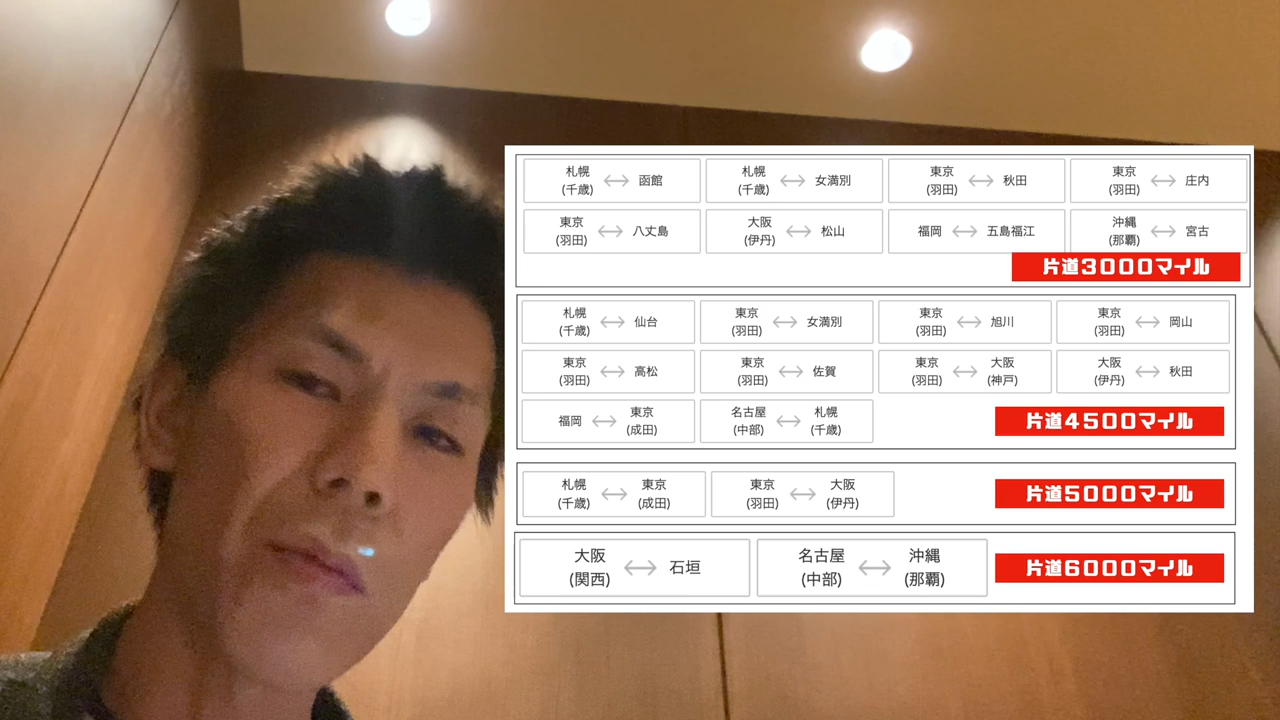 札幌
(千歳) ↔ 函館
札幌
(千歳) ↔ 女満別
東京
(羽田) ↔ 秋田
東京
(羽田) ↔ 庄内
東京
(羽田) ↔ 八丈島
大阪
(伊丹) ↔ 松山
福岡 ↔ 五島福江
沖縄
(那覇) ↔ 宮古
片道3000マイル
札幌
(千歳) ↔ 仙台
東京
(羽田) ↔ 女満別
東京
(羽田) ↔ 旭川
東京
(羽田) ↔ 岡山
東京
(羽田) ↔ 高松
東京
(羽田) ↔ 佐賀
東京
(羽田) ↔ 大阪
(神戸)
大阪
(伊丹) ↔ 秋田
福岡 ↔ 東京
(成田)
名古屋
(中部) ↔ 札幌
(千歳)
片道4500マイル
札幌
(千歳) ↔ 東京
(成田)
東京
(羽田) ↔ 大阪
(伊丹)
片道5000マイル
大阪
(関西) ↔ 石垣
名古屋
(中部) ↔ 沖縄
(那覇)
片道6000マイル